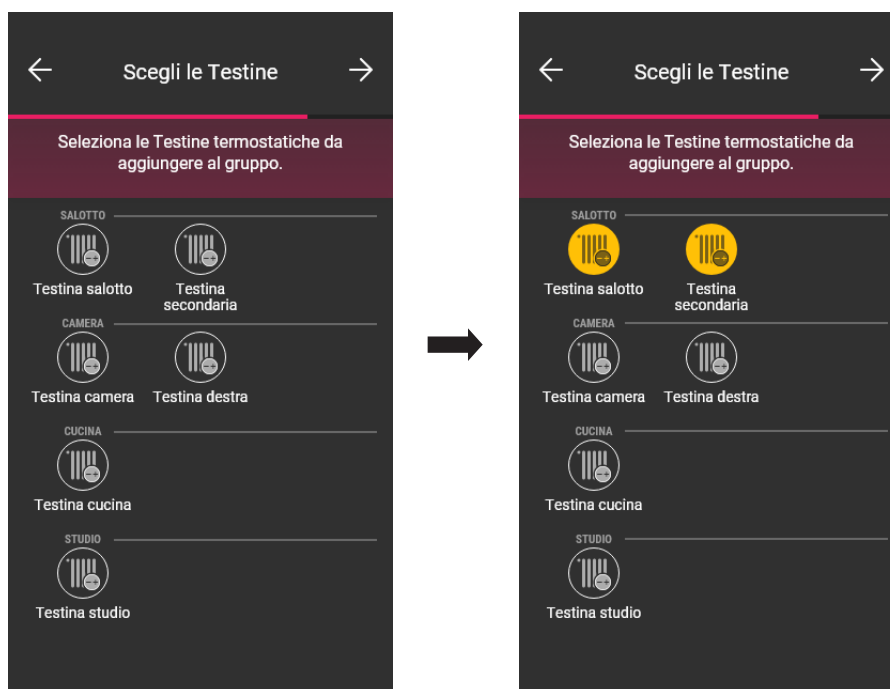 Scegli le Testine
Seleziona le Testine termostatiche da
aggiungere al gruppo.
SALOTTO
Testina salotto
Testina
secondaria
CAMERA
Testina camera
Testina destra
CUCINA
Testina cucina
STUDIO
Testina studio
Scegli le Testine
Seleziona le Testine termostatiche da
aggiungere al gruppo.
SALOTTO
Testina salotto
Testina
secondaria
CAMERA
Testina camera
Testina destra
CUCINA
Testina cucina
STUDIO
Testina studio